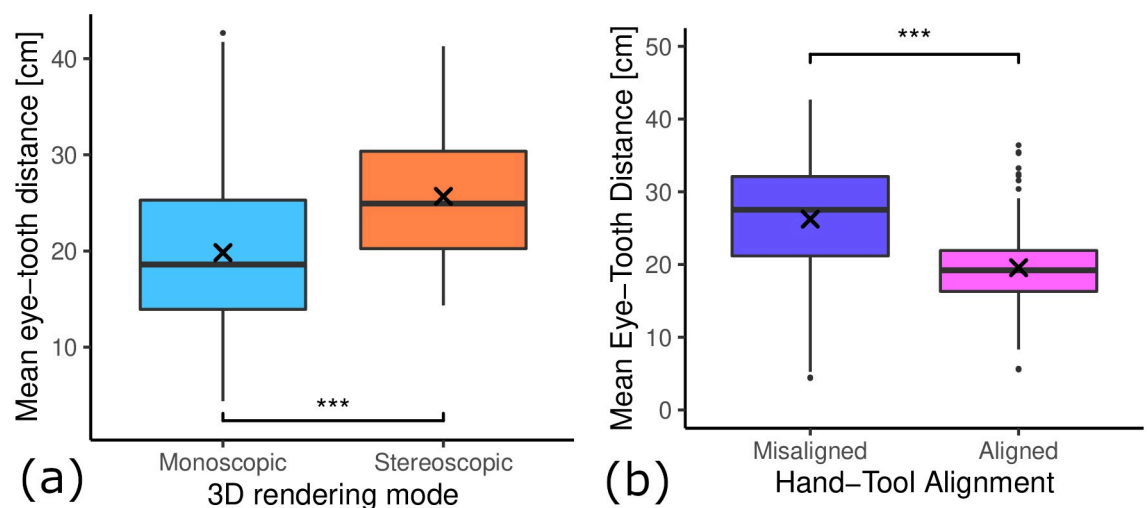 Mean eye−tooth distance [cm]
40
30
20
10
***
Monoscopic
Stereoscopic
3D rendering mode
(a)
Mean Eye−Tooth Distance [cm]
50
40
30
20
10
0
***
Misaligned
Aligned
Hand−Tool Alignment
(b)